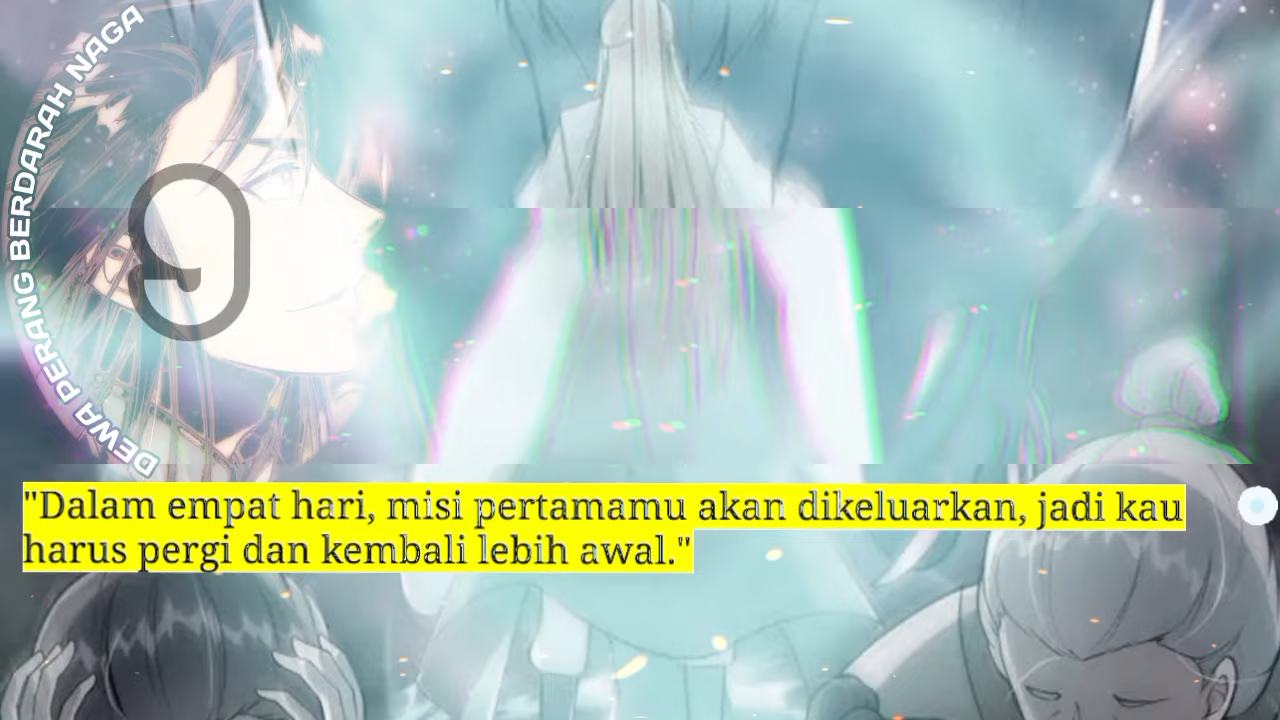 DEWA PERANG BERDARAH NAGA
9
"Dalam empat hari, misi pertamamu akan dikeluarkan, jadi kau
harus pergi dan kembali lebih awal."